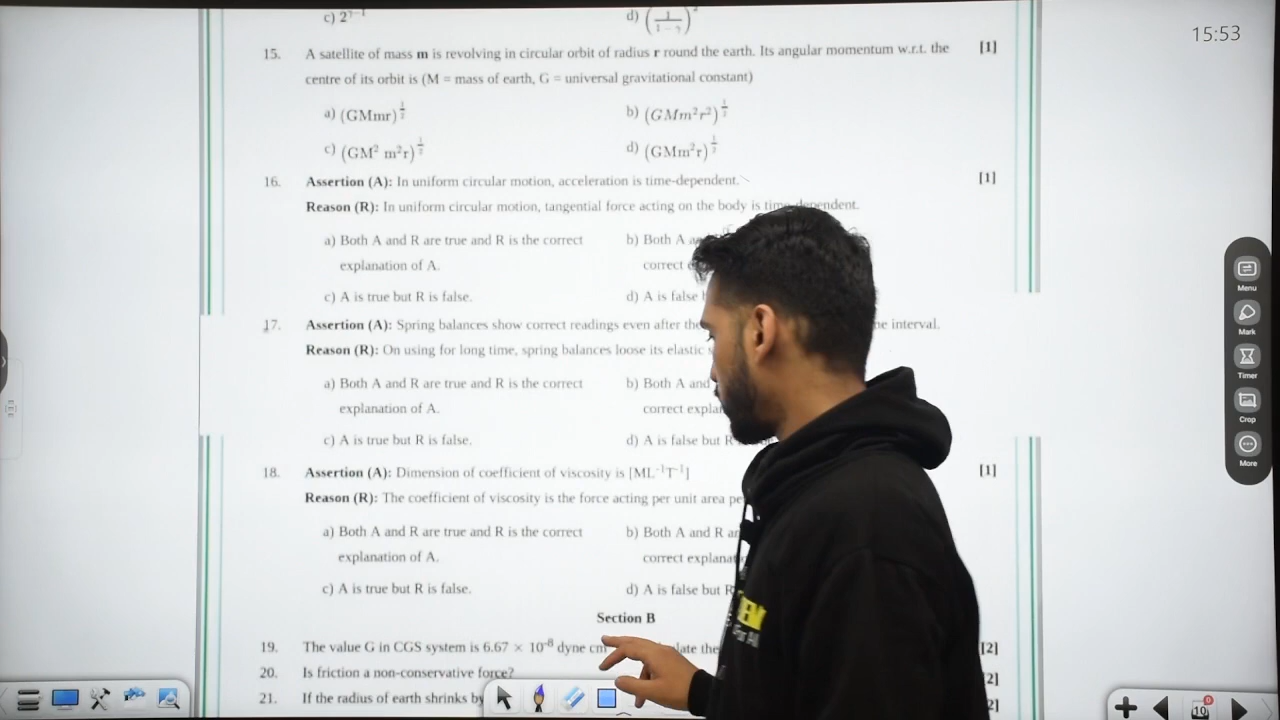 c) 2
d)
15. A satellite of mass m is revolving in circular orbit of radius r round the earth. Its angular momentum w.r.t. the [1]
centre of its orbit is (M = mass of earth, G = universal gravitational constant)
a) (GMmr)^{1/2} b) (GMm²r²)^{1/2}
c) (GM² m²r)^{1/2} d) (GMm²r)^{1/2}
16. Assertion (A): In uniform circular motion, acceleration is time-dependent. [1]
Reason (R): In uniform circular motion, tangential force acting on the body is time-dependent.
a) Both A and R are true and R is the correct b) Both A
explanation of A. correct
c) A is true but R is false. d) A is false
17. Assertion (A): Spring balances show correct readings even after interval.
Reason (R): On using for long time, spring balances loose its elastic
a) Both A and R are true and R is the correct b) Both A and
explanation of A.
c) A is true but R is false. d) A is false but R
18. Assertion (A): Dimension of coefficient of viscosity is [ML⁻¹T⁻¹] [1]
Reason (R): The coefficient of viscosity is the force acting per unit area
a) Both A and R are true and R is the correct b) Both A and R
explanation of A. correct
c) A is true but R is false. d) A is false but R
Section B
19. The value G in CGS system is 6.67 × 10⁻⁸ dyne [2]
20. Is friction a non-conservative force? 2]
21. If the radius of earth shrinks by
15:53
Menu
Mark
Timer
Crop
More
10